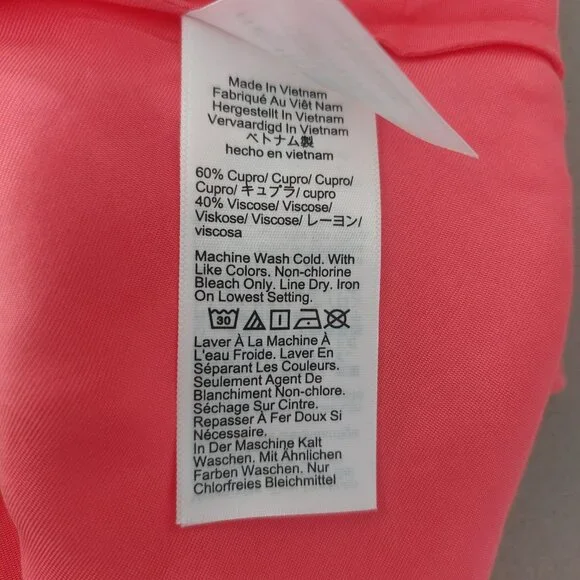 Made In Vietnam
Fabriqué Au Viêt Nam
Hergestellt In Vietnam
Vervaardigd In Vietnam
ベトナム製
hecho en vietnam
60% Cupro/ Cupro/ Cupro/
Cupro/ キュプラ/ cupro
40% Viscose/ Viscose/
Viskose/ Viscose/ レーヨン/
viscosa
Machine Wash Cold. With
Like Colors. Non-chlorine
Bleach Only. Line Dry. Iron
On Lowest Setting.
30
Laver À La Machine À
L'eau Froide. Laver En
Séparant Les Couleurs.
Seulement Agent De
Blanchiment Non-chlore.
Séchage Sur Cintre.
Repasser À Fer Doux Si
Nécessaire.
In Der Maschine Kalt
Waschen. Mit Ähnlichen
Farben Waschen. Nur
Chlorfreies Bleichmittel